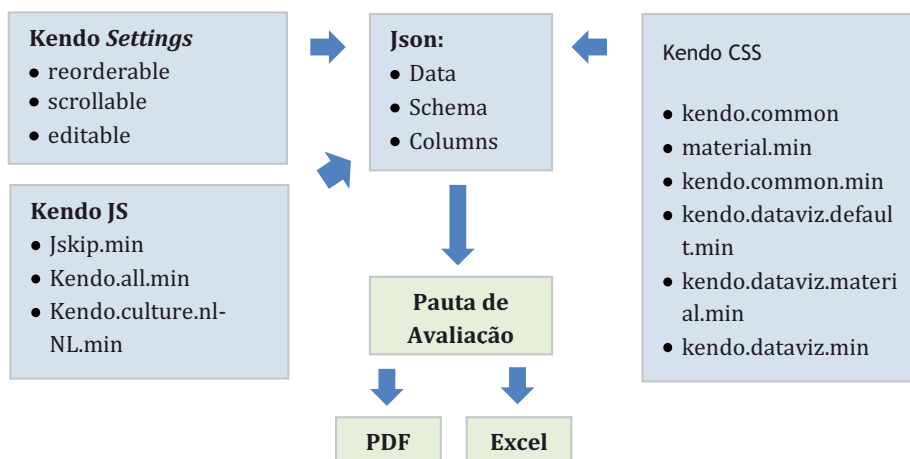 Kendo Settings
• reorderable
• scrollable
• editable
Kendo JS
• Jskip.min
• Kendo.all.min
• Kendo.culture.nl-
NL.min
Json:
• Data
• Schema
• Columns
Kendo CSS
• kendo.common
• material.min
• kendo.common.min
• kendo.dataviz.defaul
t.min
• kendo.dataviz.materi
al.min
• kendo.dataviz.min
Pauta de
Avaliacão
PDF
Excel